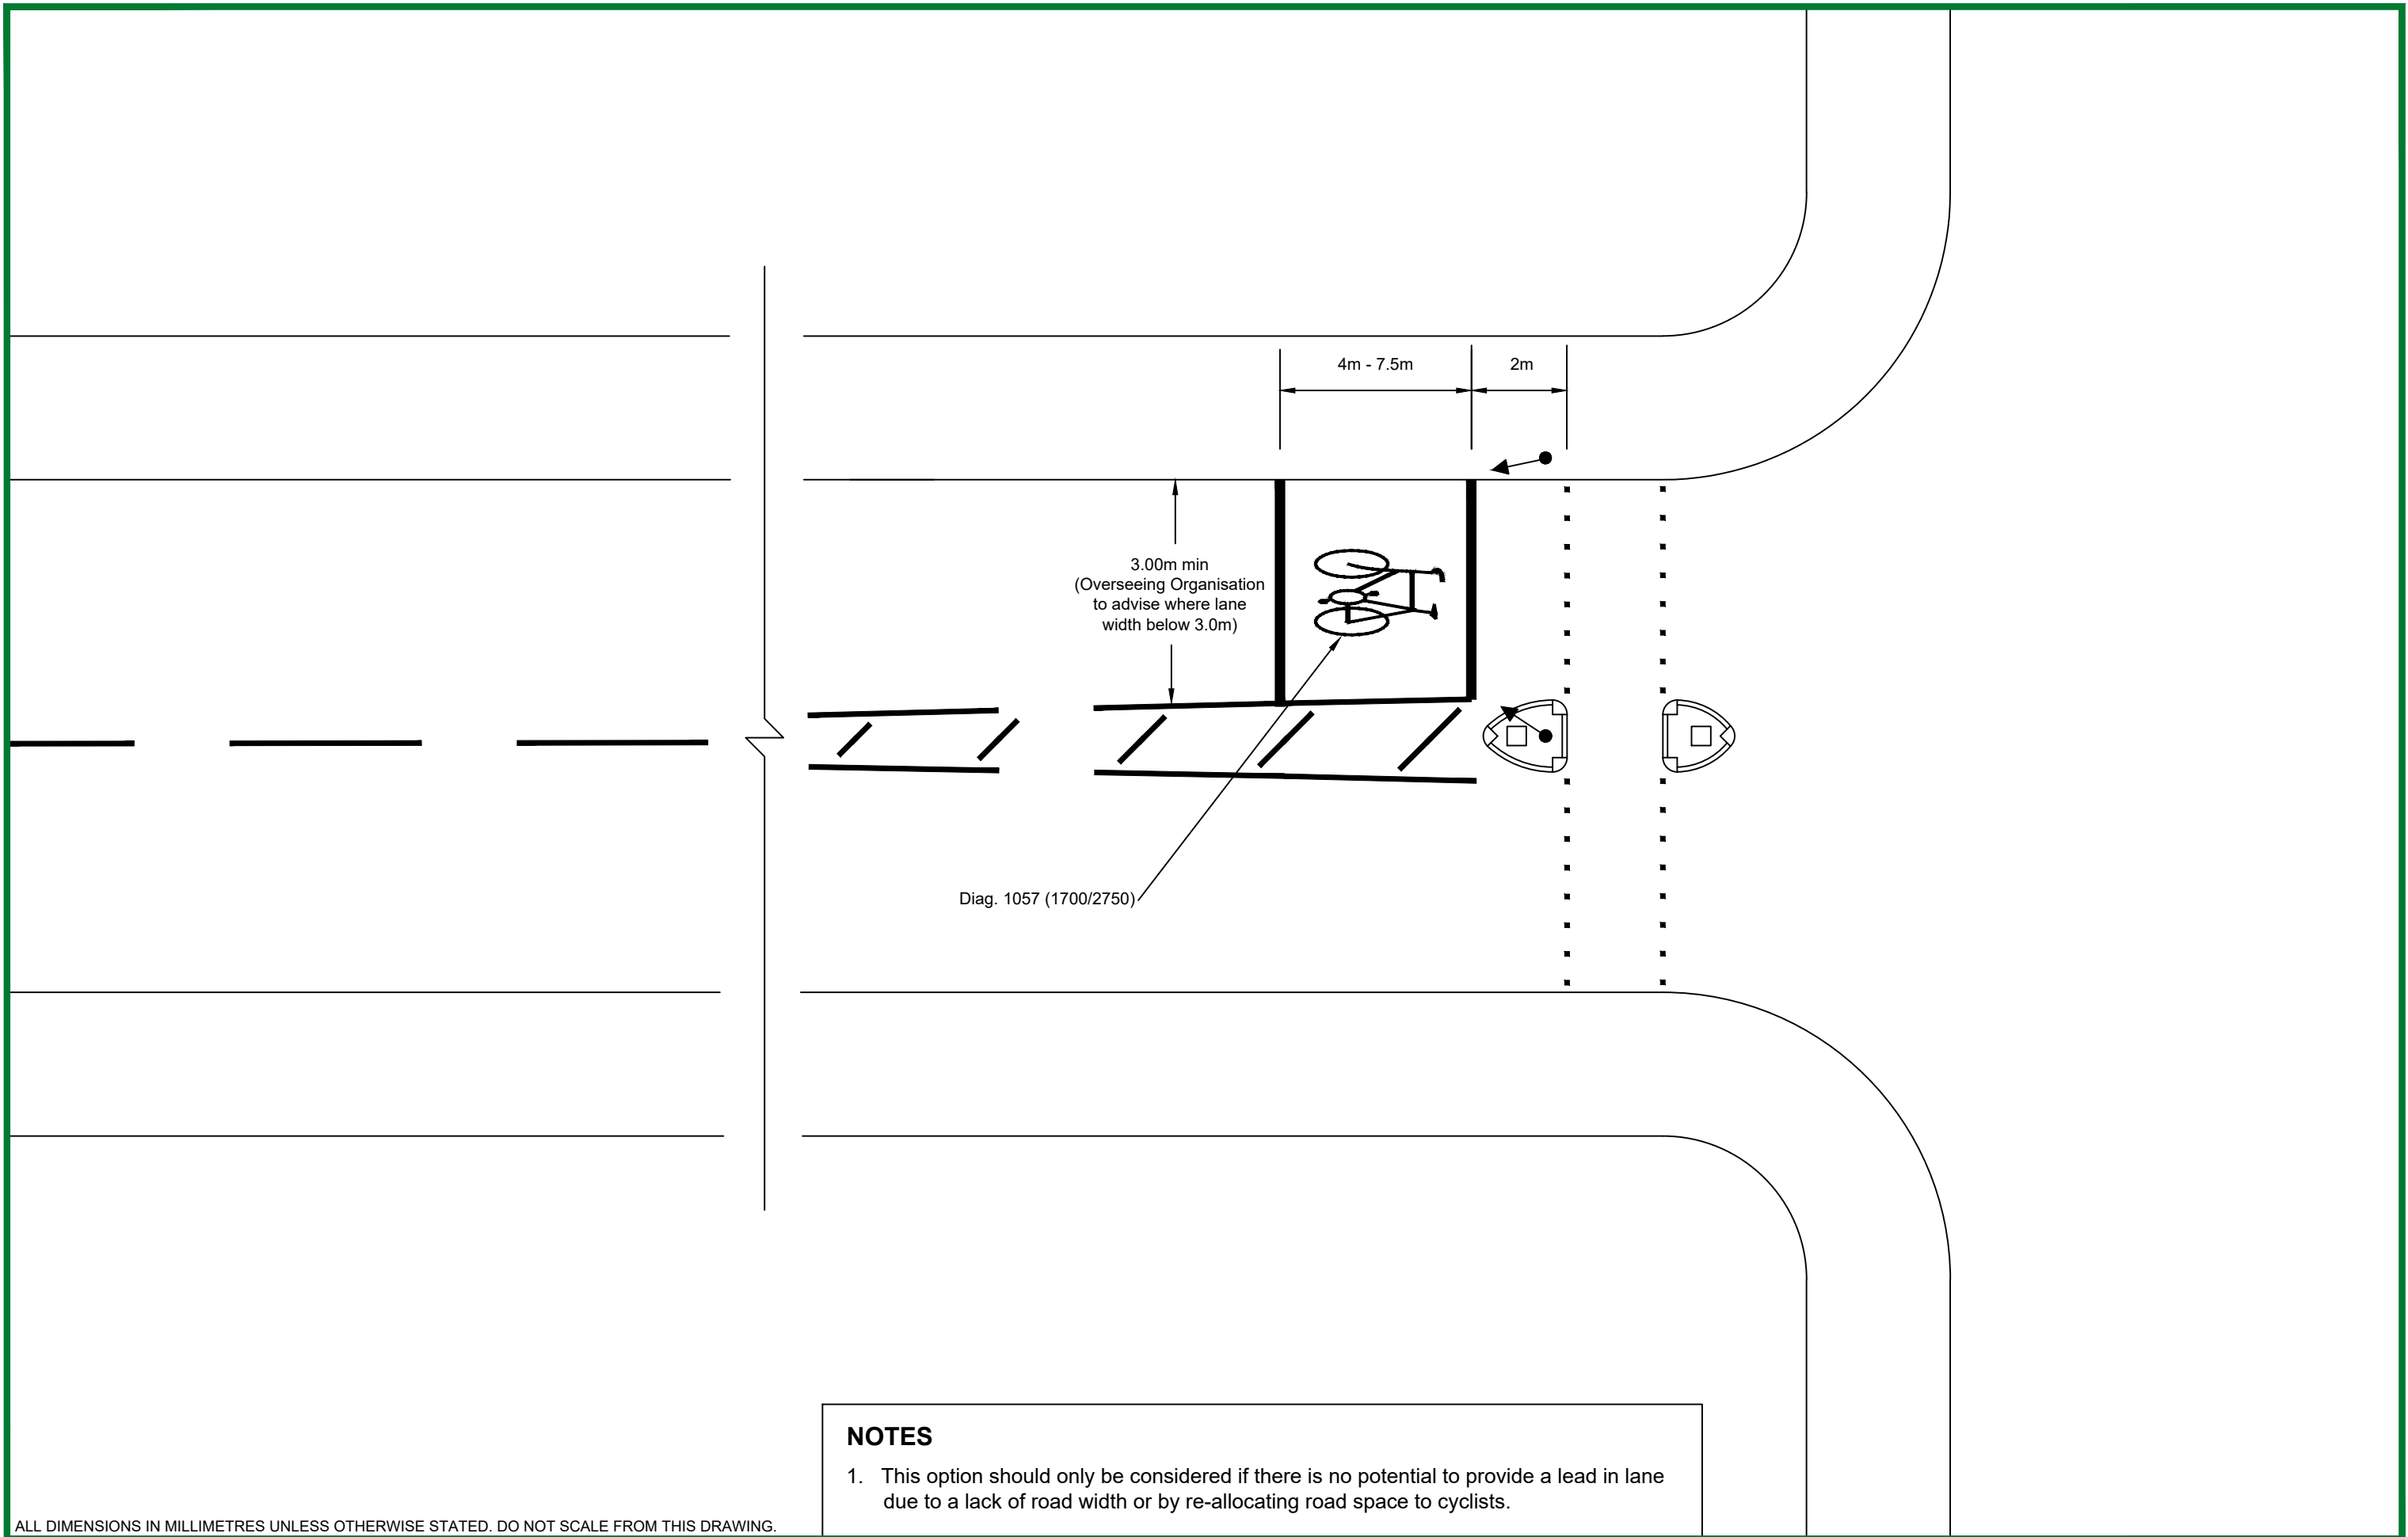 4m - 7.5m
2m
3.00m min
(Overseeing Organisation
to advise where lane
width below 3.0m)
Diag. 1057 (1700/2750)
NOTES
1. This option should only be considered if there is no potential to provide a lead in lane
due to a lack of road width or by re-allocating road space to cyclists.
ALL DIMENSIONS IN MILLIMETRES UNLESS OTHERWISE STATED. DO NOT SCALE FROM THIS DRAWING.